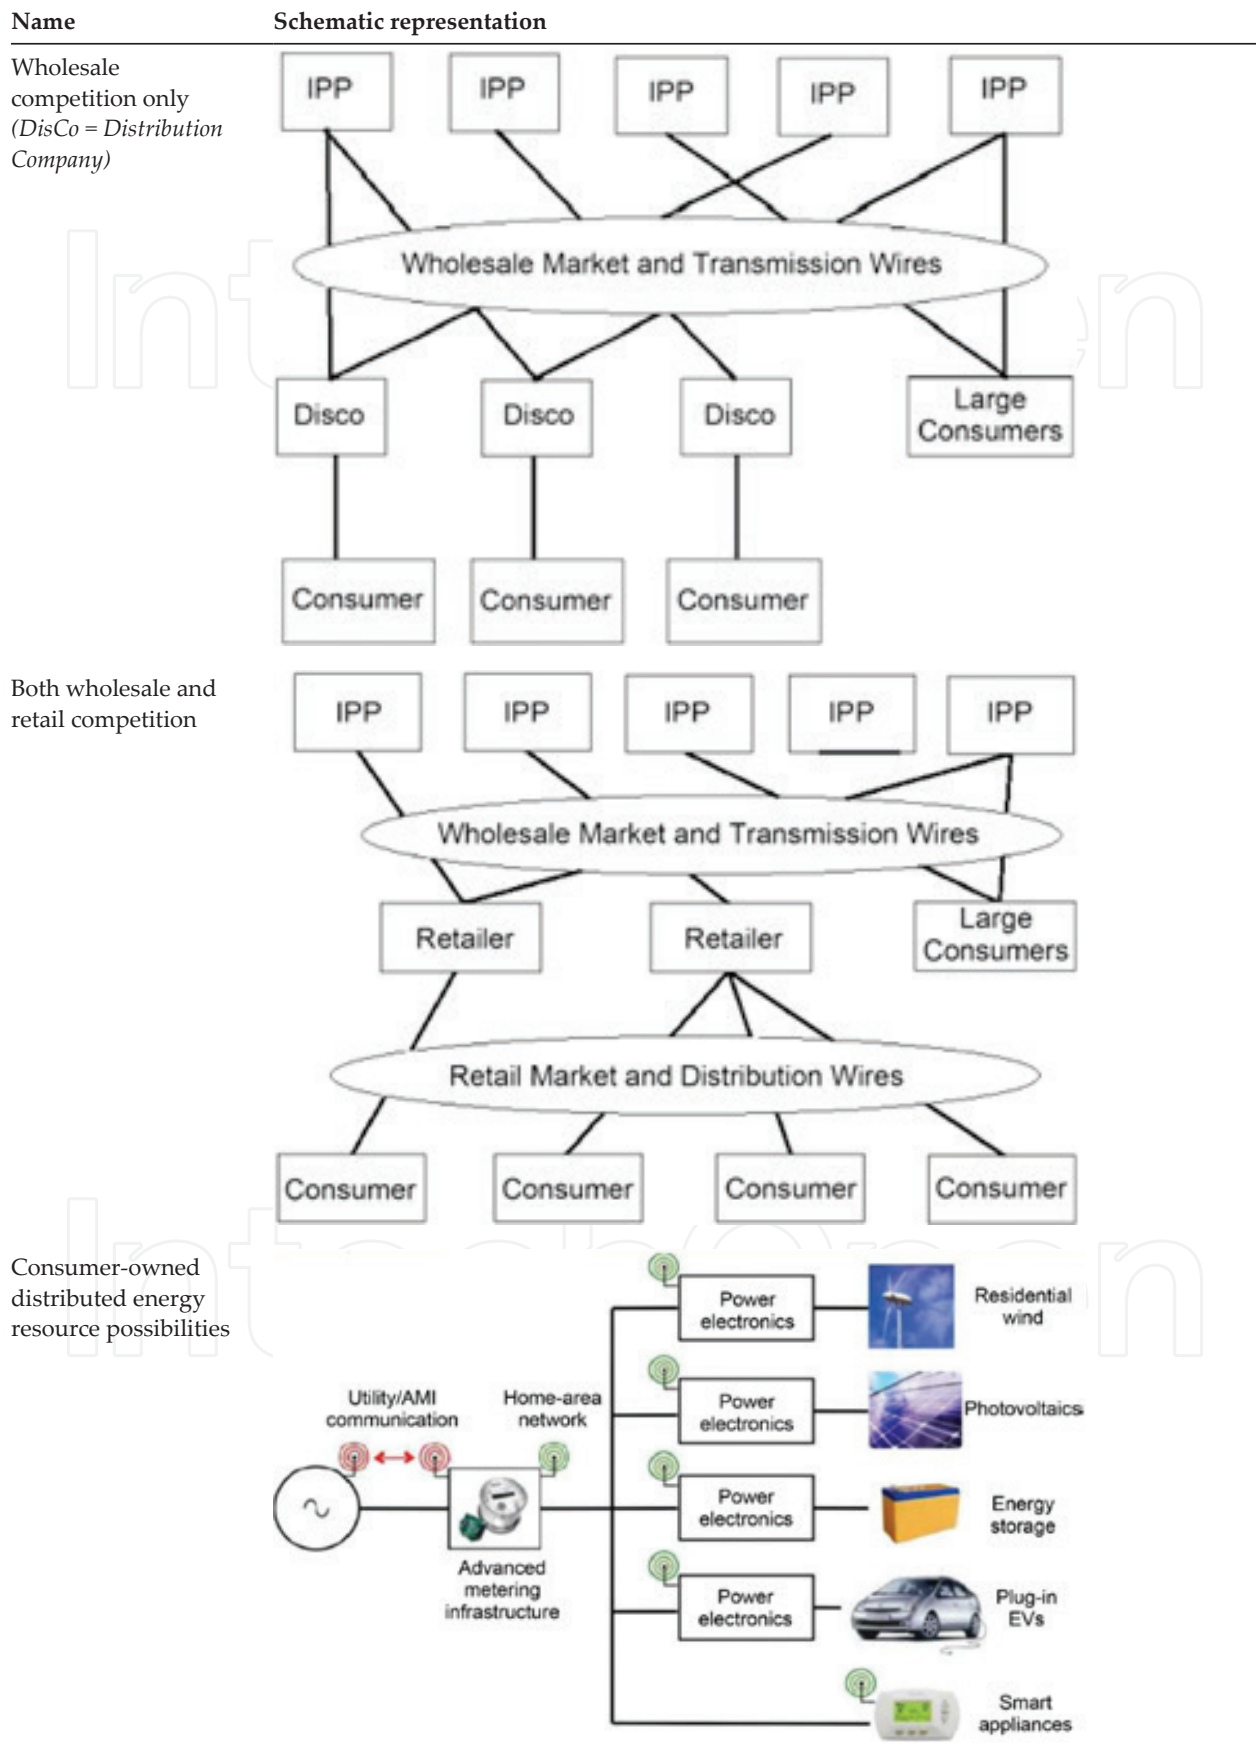 Name Schematic representation
Wholesale
competition only
(DisCo = Distribution
Company)
IPP IPP IPP IPP IPP
Wholesale Market and Transmission Wires
Disco Disco Disco
Large
Consumers
Consumer Consumer Consumer
Both wholesale and
retail competition
IPP IPP IPP IPP IPP
Wholesale Market and Transmission Wires
Retailer Retailer
Large
Consumers
Retail Market and Distribution Wires
Consumer Consumer Consumer Consumer
Consumer-owned
distributed energy
resource possibilities
Power
electronics
Residential
wind
Utility/AMI
communication
Home-area
network
Power
electronics
Photovoltaics
Power
electronics
Energy
storage
Advanced
metering
infrastructure
Power
electronics
Plug-in
EVs
Smart
appliances
IntechOpen
IntechOpen